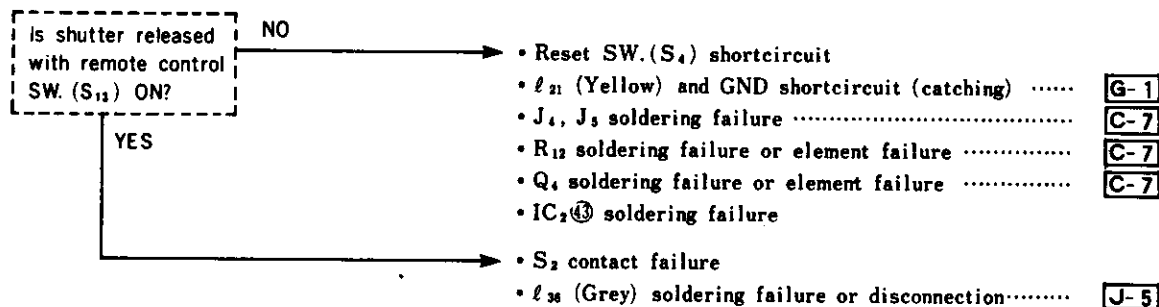 Is shutter released
with remote control
SW. (S₁₃) ON?
NO
YES
• Reset SW. (S₄) shortcircuit
• ℓ₂₁ (Yellow) and GND shortcircuit (catching) ······ G-1
• J₄, J₅ soldering failure ······································ C-7
• R₁₂ soldering failure or element failure ··············· C-7
• Q₄ soldering failure or element failure ··············· C-7
• IC₂㊸ soldering failure
• S₂ contact failure
• ℓ₃₆ (Grey) soldering failure or disconnection········· J-5